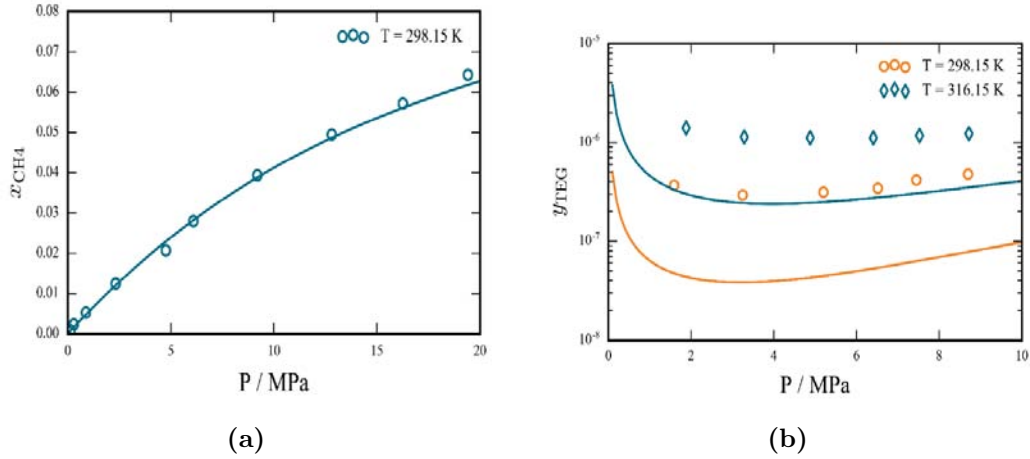 0.08
0.07
0.06
0.05
0.04
0.03
0.02
0.01
0.00
x_CH4
T = 298.15 K
0 5 10 15 20
P / MPa
(a)
10^-5
10^-6
10^-7
10^-8
y_TEG
T = 298.15 K
T = 316.15 K
0 2 4 6 8 10
P / MPa
(b)